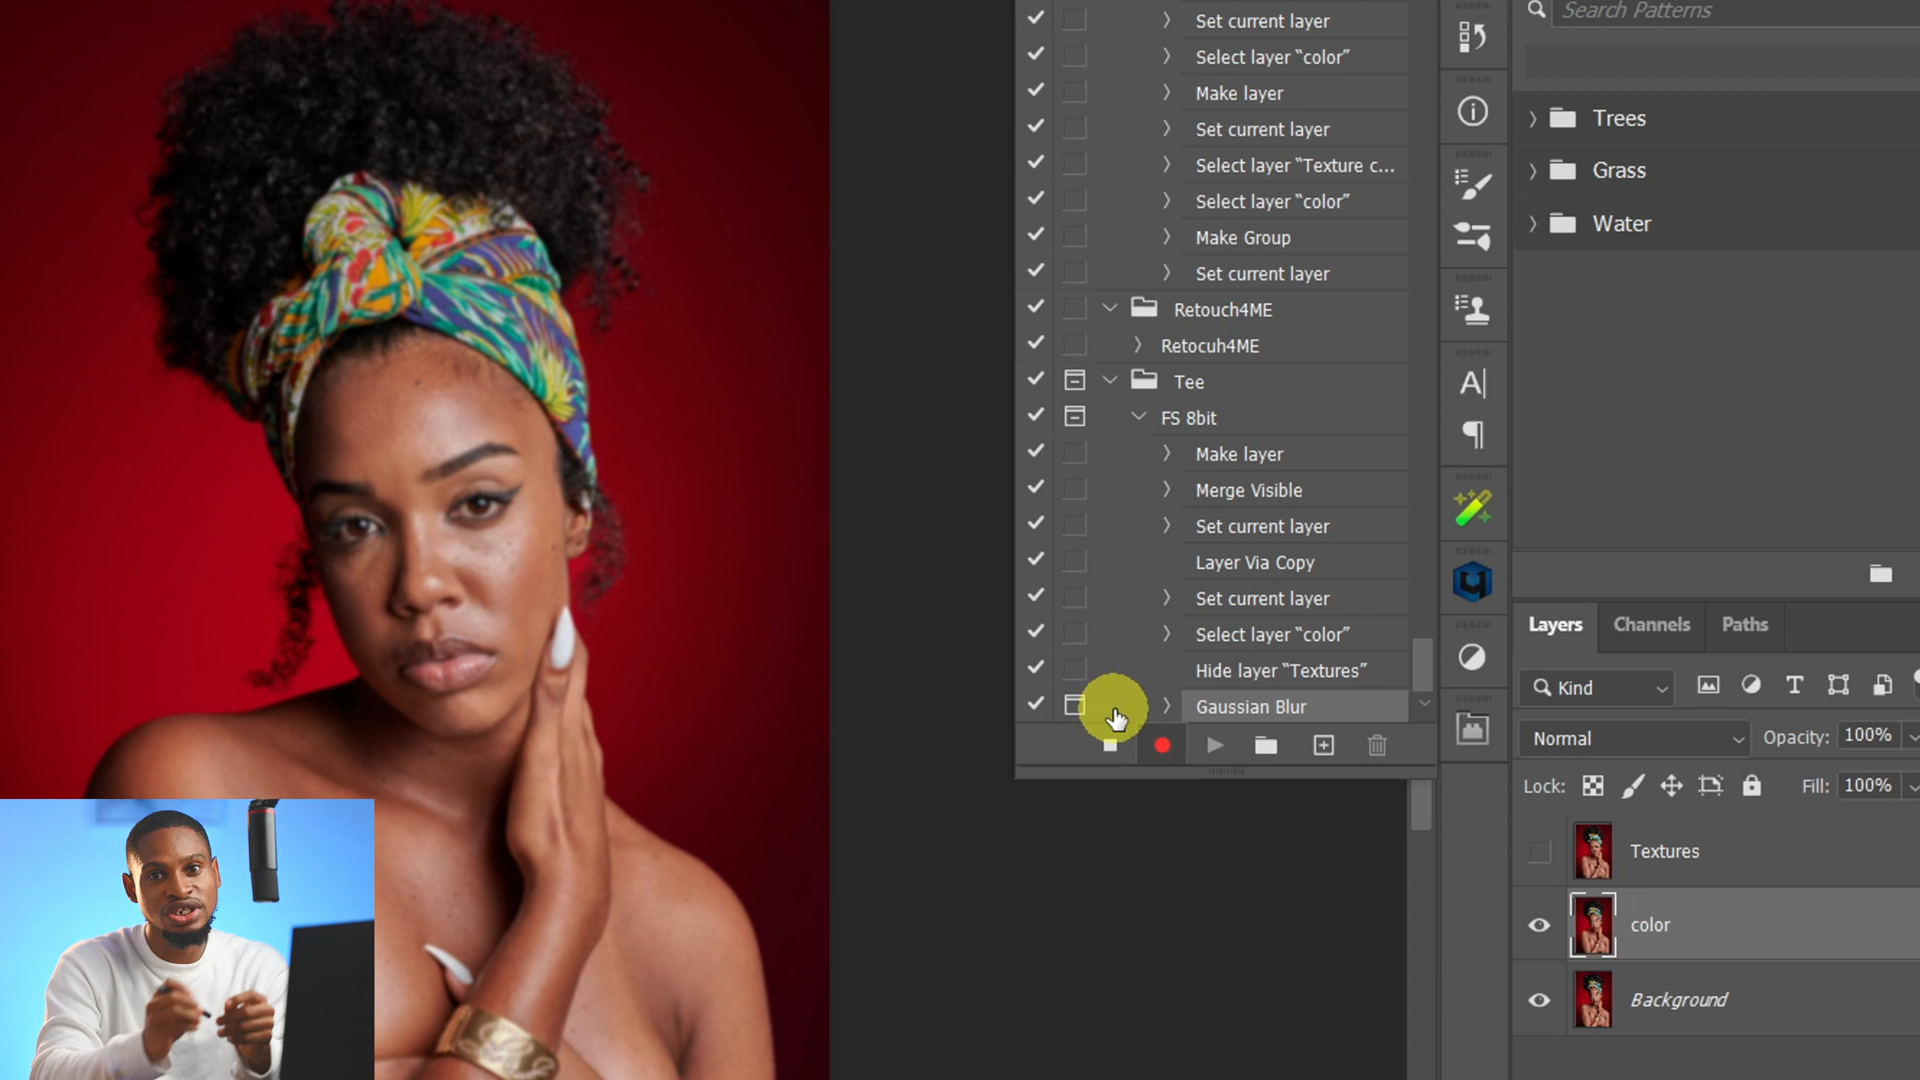 Set current layer
Select layer “color”
Make layer
Set current layer
Select layer “Texture c...
Select layer “color”
Make Group
Set current layer
Retouch4ME
Retocuh4ME
Tee
FS 8bit
Make layer
Merge Visible
Set current layer
Layer Via Copy
Set current layer
Select layer “color”
Hide layer “Textures”
Gaussian Blur
Search Patterns
Trees
Grass
Water
Layers Channels Paths
Kind
Normal Opacity: 100%
Lock: Fill: 100%
Textures
color
Background